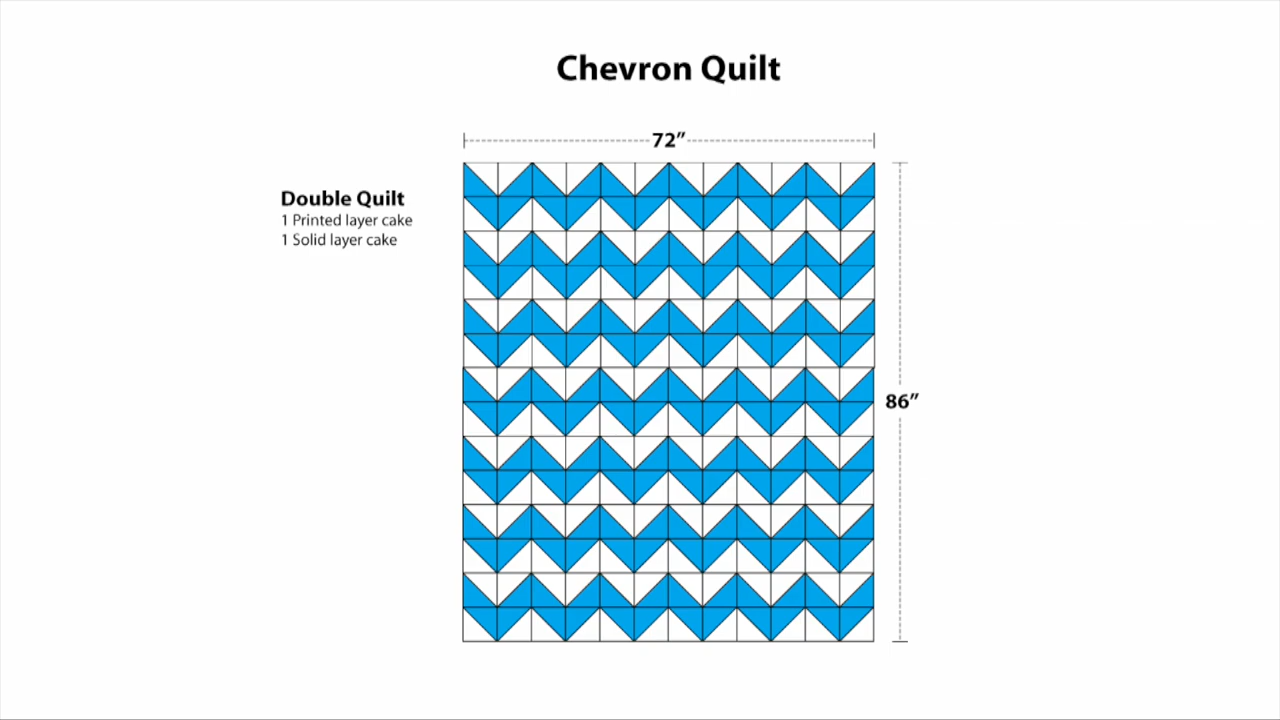 Chevron Quilt
72”
Double Quilt
1 Printed layer cake
1 Solid layer cake
86”